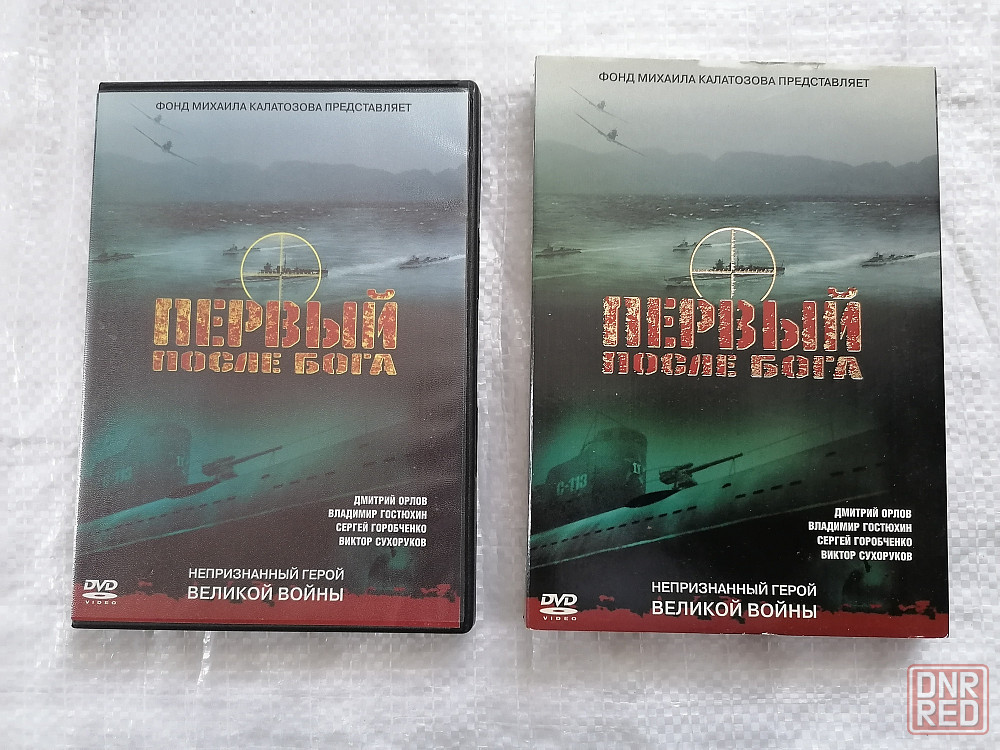 ФОНД МИХАИЛА КАЛАТОЗОВА ПРЕДСТАВЛЯЕТ
ПЕРВЫЙ
ПОСЛЕ БОГА
ДМИТРИЙ ОРЛОВ
ВЛАДИМИР ГОСТЮХИН
СЕРГЕЙ ГОРОБЧЕНКО
ВИКТОР СУХОРУКОВ
НЕПРИЗНАННЫЙ ГЕРОЙ
ВЕЛИКОЙ ВОЙНЫ
DVD
VIDEO
ФОНД МИХАИЛА КАЛАТОЗОВА ПРЕДСТАВЛЯЕТ
ПЕРВЫЙ
ПОСЛЕ БОГА
С-113
ДМИТРИЙ ОРЛОВ
ВЛАДИМИР ГОСТЮХИН
СЕРГЕЙ ГОРОБЧЕНКО
ВИКТОР СУХОРУКОВ
НЕПРИЗНАННЫЙ ГЕРОЙ
ВЕЛИКОЙ ВОЙНЫ
DVD
VIDEO
DNR
RED